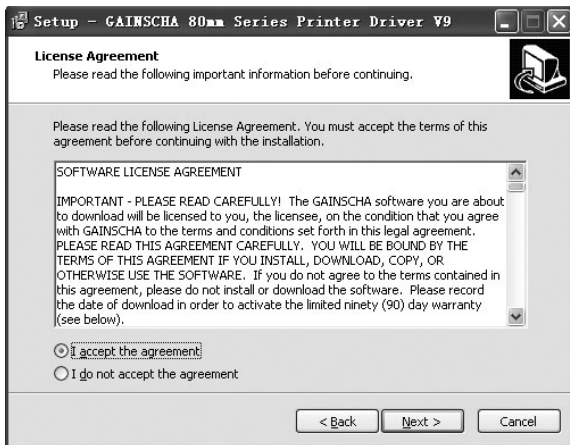 Setup - GAINSCHA 80mm Series Printer Driver V9
License Agreement
Please read the following important information before continuing.
Please read the following License Agreement. You must accept the terms of this
agreement before continuing with the installation.
SOFTWARE LICENSE AGREEMENT
IMPORTANT - PLEASE READ CAREFULLY! The GAINSCHA software you are about
to download will be licensed to you, the licensee, on the condition that you agree
with GAINSCHA to the terms and conditions set forth in this legal agreement.
PLEASE READ THIS AGREEMENT CAREFULLY. YOU WILL BE BOUND BY THE
TERMS OF THIS AGREEMENT IF YOU INSTALL, DOWNLOAD, COPY, OR
OTHERWISE USE THE SOFTWARE. If you do not agree to the terms contained in
this agreement, please do not install or download the software. Please record
the date of download in order to activate the limited ninety (90) day warranty
(see below).
I accept the agreement
I do not accept the agreement
< Back
Next >
Cancel